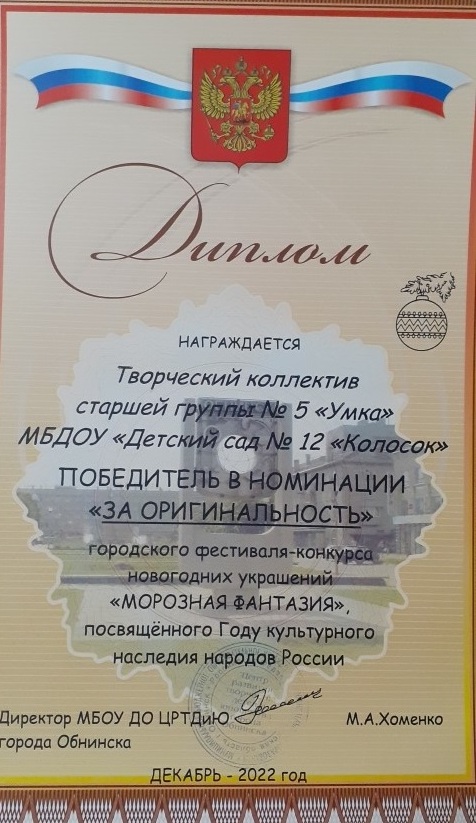 Диплом
НАГРАЖДАЕТСЯ
Творческий коллектив
старшей группы № 5 «Умка»
МБДОУ «Детский сад № 12 «Колосок»
ПОБЕДИТЕЛЬ В НОМИНАЦИИ
«ЗА ОРИГИНАЛЬНОСТЬ»
городского фестиваля-конкурса
новогодних украшений
«МОРОЗНАЯ ФАНТАЗИЯ»,
посвящённого Году культурного
наследия народов России
Директор МБОУ ДО ЦРТДиЮ
М.А.Хоменко
города Обнинска
ДЕКАБРЬ - 2022 год